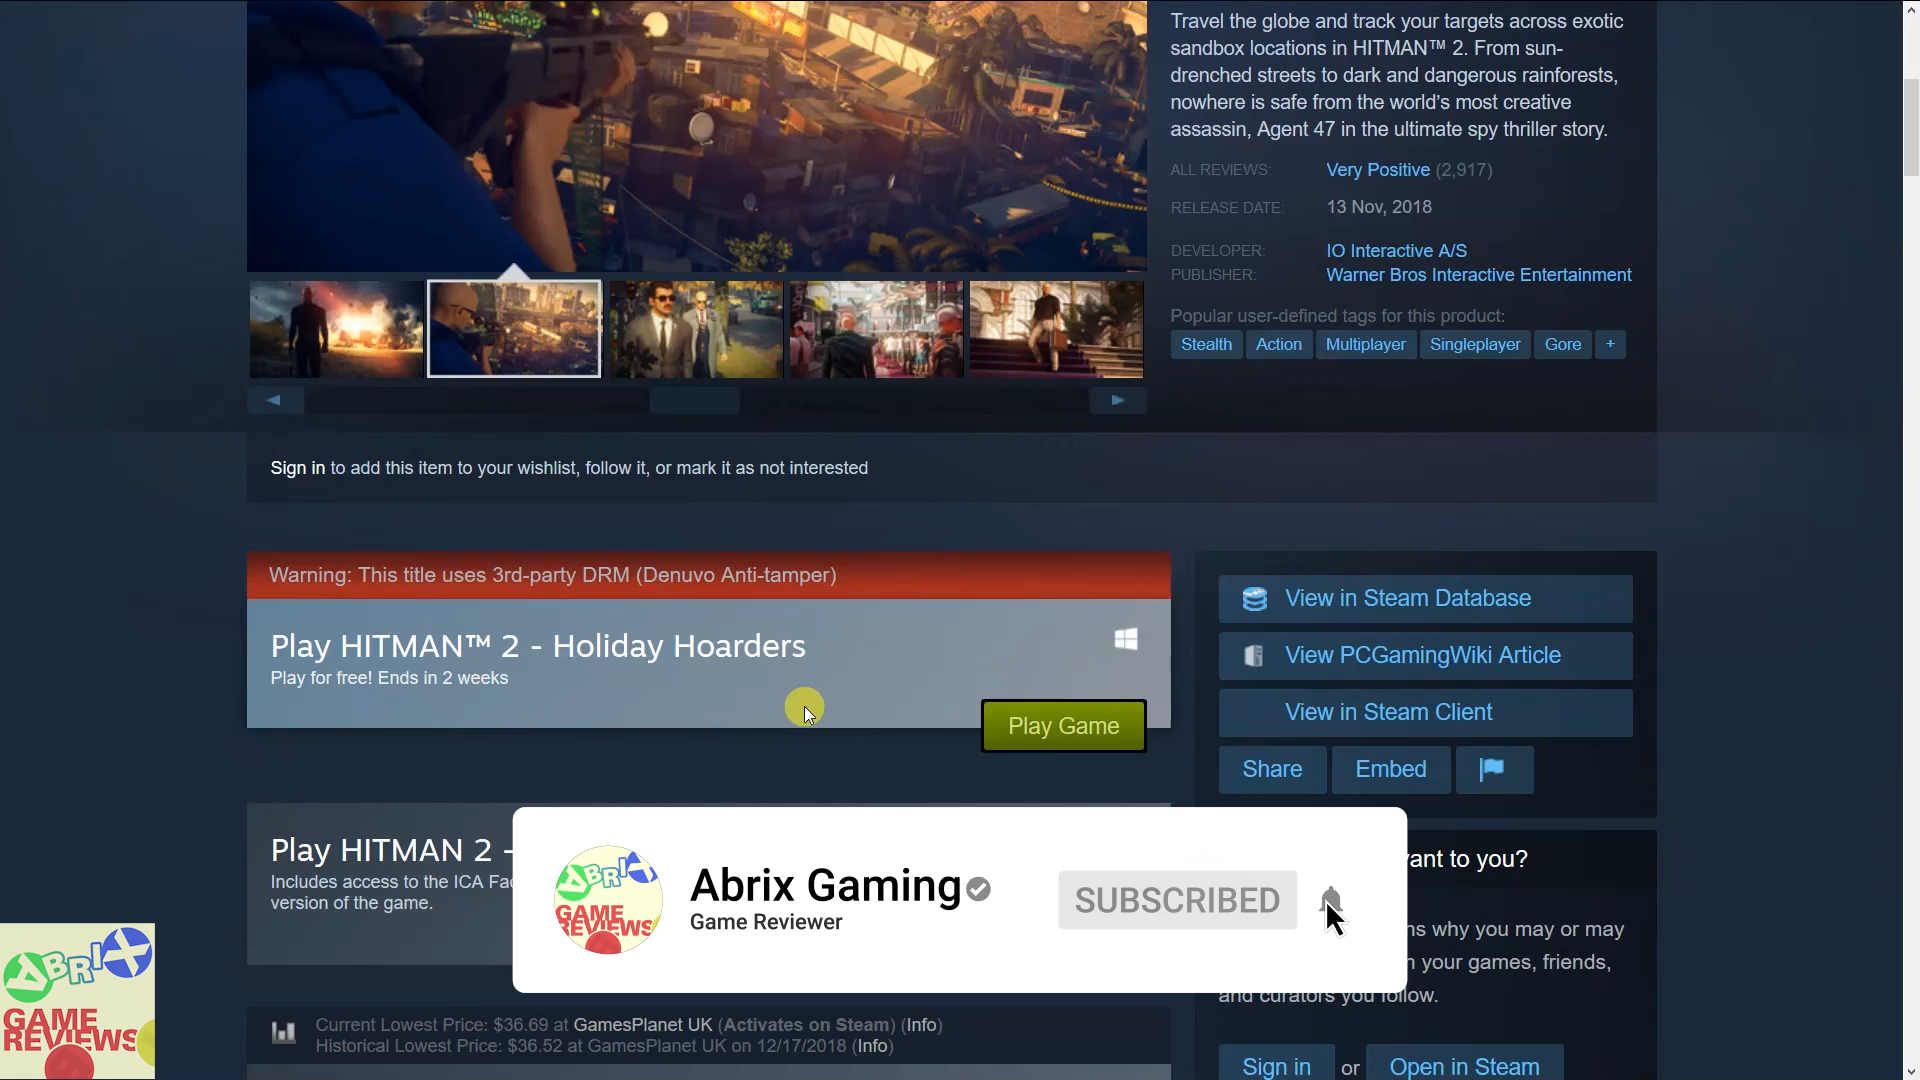 Travel the globe and track your targets across exotic
sandbox locations in HITMAN™ 2. From sun-
drenched streets to dark and dangerous rainforests,
nowhere is safe from the world's most creative
assassin, Agent 47 in the ultimate spy thriller story.
ALL REVIEWS: Very Positive (2,917)
RELEASE DATE: 13 Nov, 2018
DEVELOPER: IO Interactive A/S
PUBLISHER: Warner Bros Interactive Entertainment
Popular user-defined tags for this product:
Stealth Action Multiplayer Singleplayer Gore +
Sign in to add this item to your wishlist, follow it, or mark it as not interested
Warning: This title uses 3rd-party DRM (Denuvo Anti-tamper)
Play HITMAN™ 2 - Holiday Hoarders
Play for free! Ends in 2 weeks
Play Game
View in Steam Database
View PCGamingWiki Article
View in Steam Client
Share Embed
Play HITMAN 2 -
Includes access to the ICA
version of the game.
to you?
why you may or may
your games, friends,
and curators you follow.
Abrix Gaming
Game Reviewer
SUBSCRIBED
ABRIX
GAME
REVIEWS
ABRIX
GAME
REVIEWS
Current Lowest Price: $36.69 at GamesPlanet UK (Activates on Steam) (Info)
Historical Lowest Price: $36.52 at GamesPlanet UK on 12/17/2018 (Info)
Sign in or Open in Steam